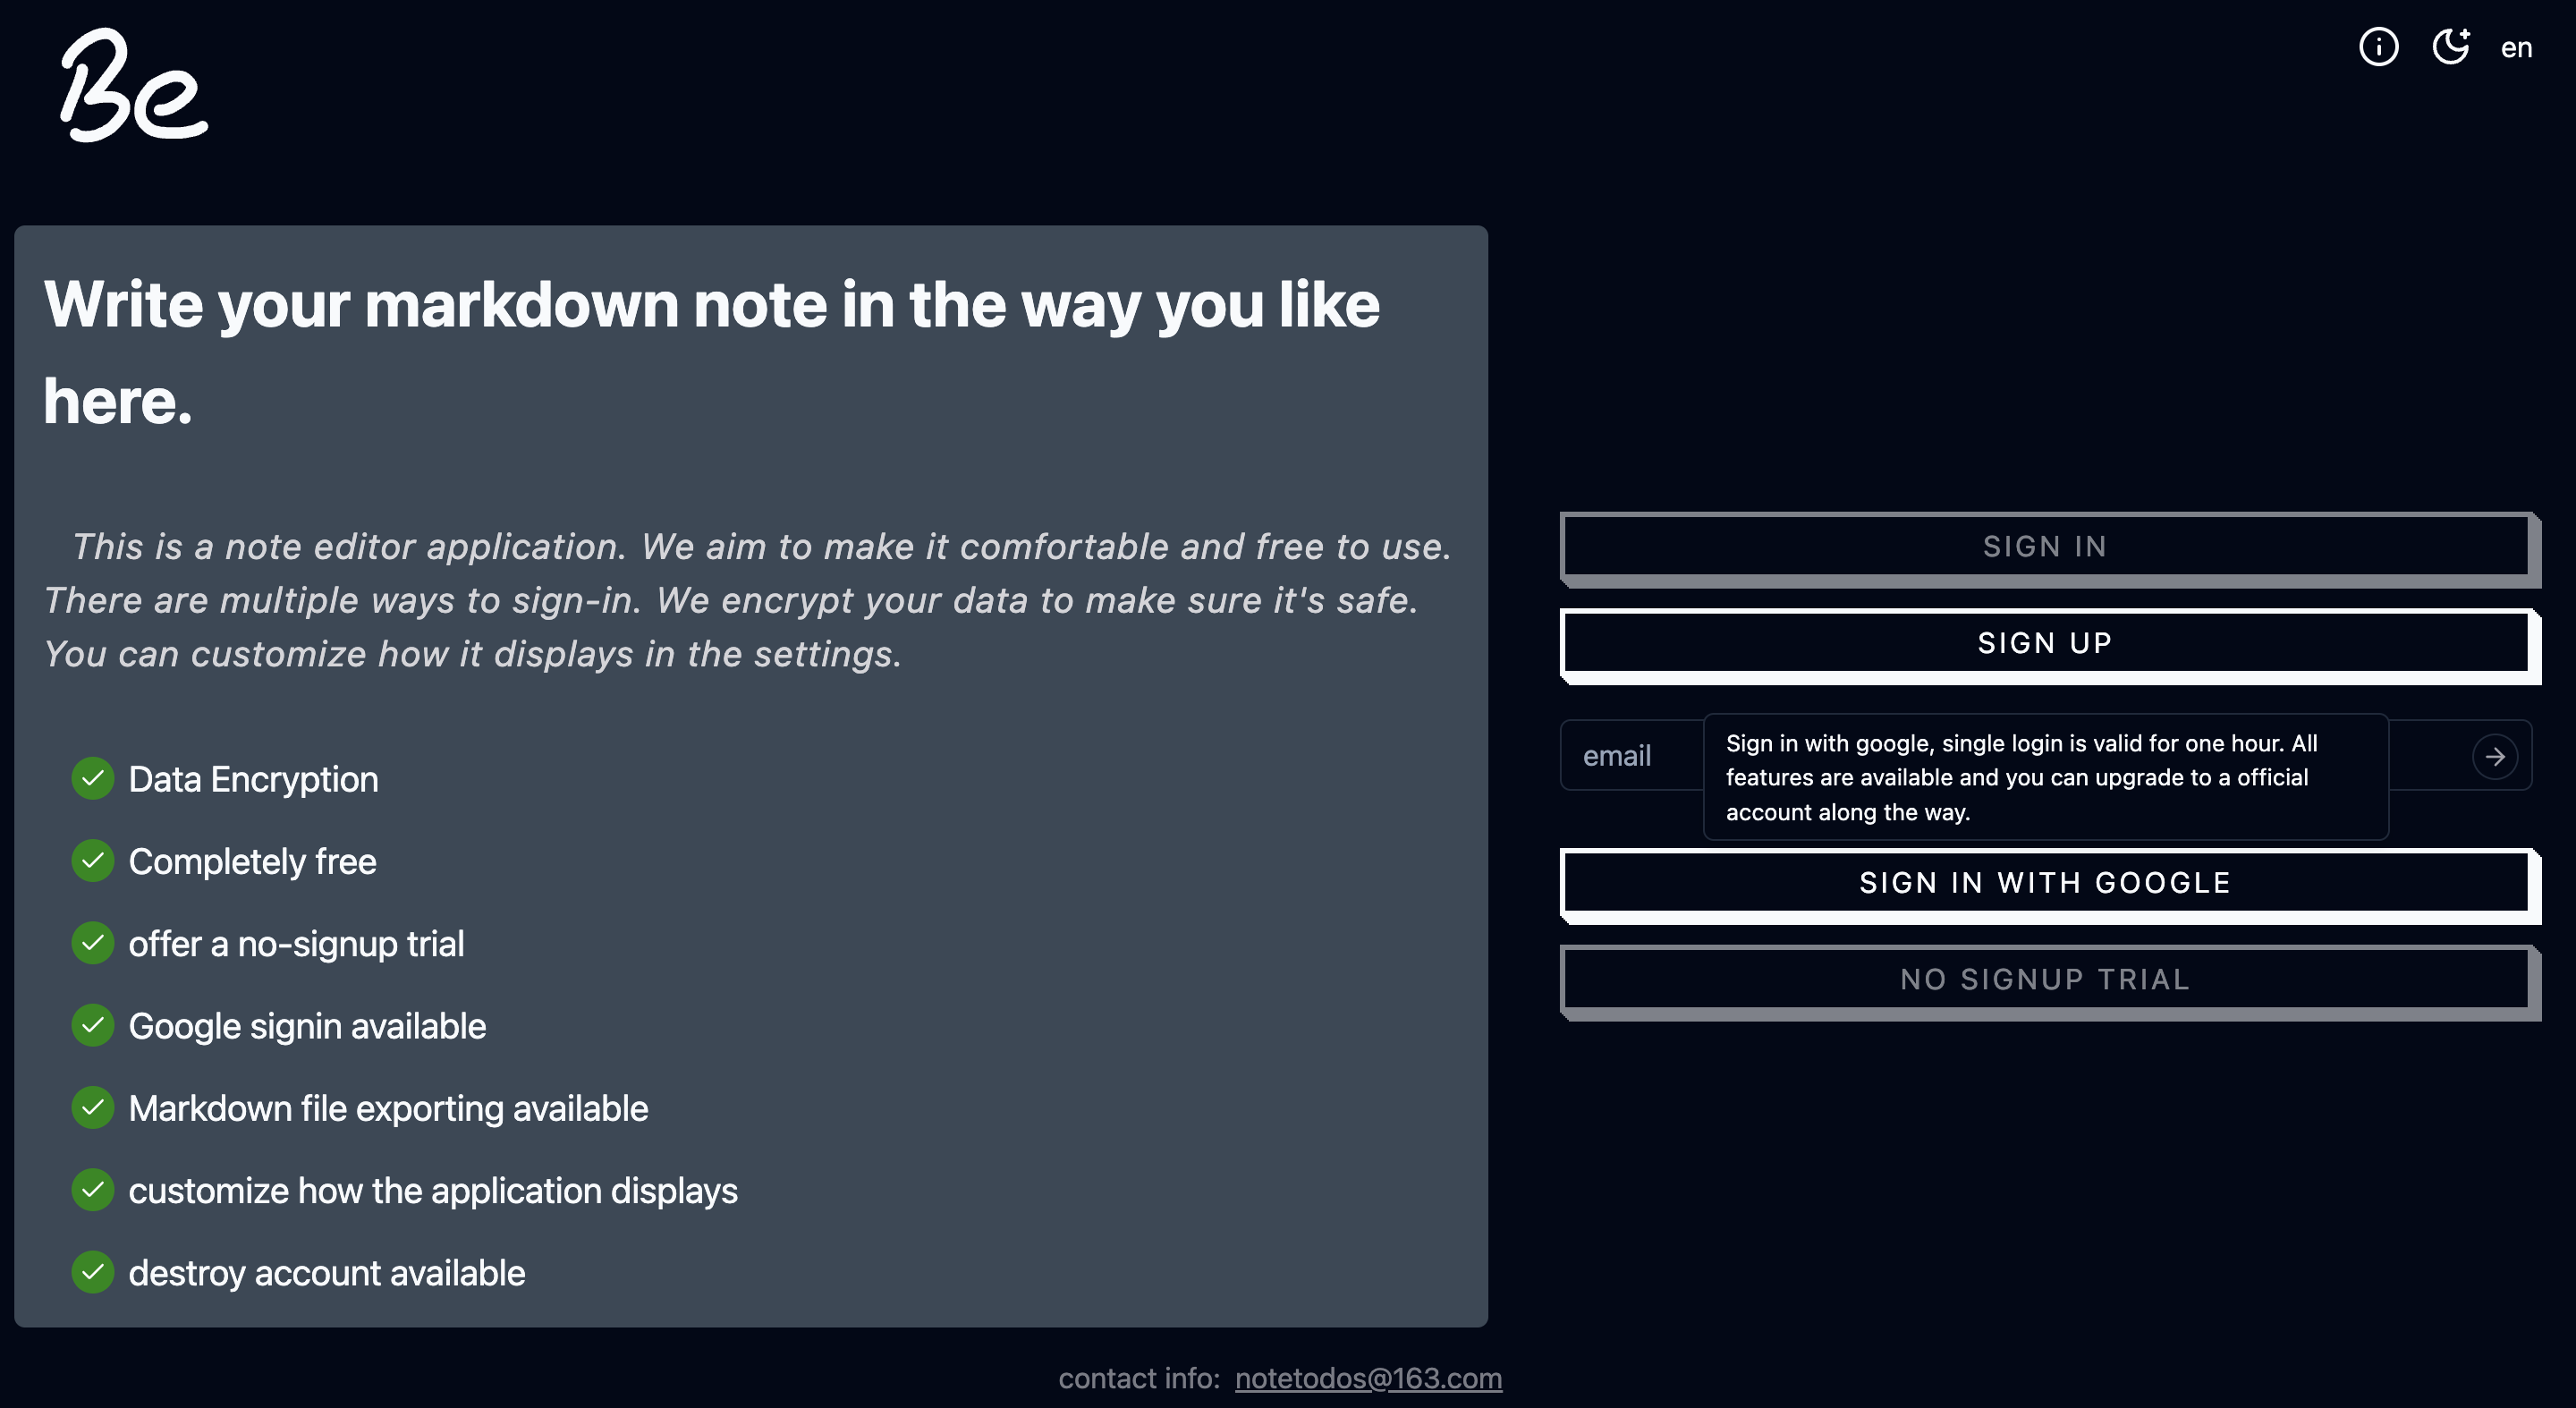 Be
en
Write your markdown note in the way you like
here.
This is a note editor application. We aim to make it comfortable and free to use.
There are multiple ways to sign-in. We encrypt your data to make sure it's safe.
You can customize how it displays in the settings.
Data Encryption
Completely free
offer a no-signup trial
Google signin available
Markdown file exporting available
customize how the application displays
destroy account available
SIGN IN
SIGN UP
email
Sign in with google, single login is valid for one hour. All
features are available and you can upgrade to a official
account along the way.
SIGN IN WITH GOOGLE
NO SIGNUP TRIAL
contact info: notetodos@163.com